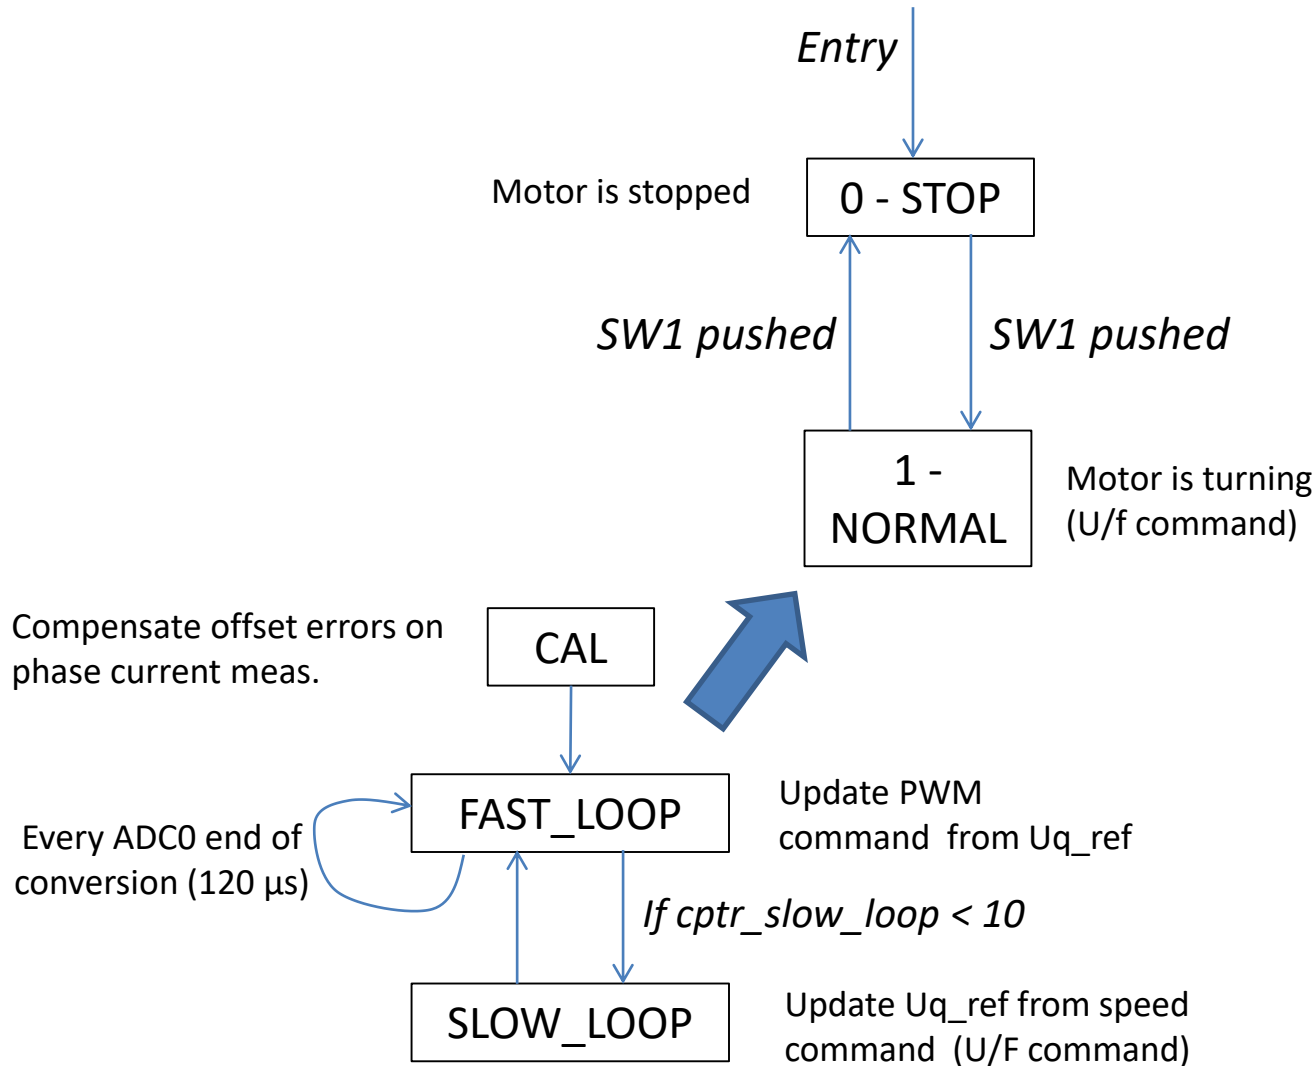 Entry
Motor is stopped
0 - STOP
SW1 pushed
SW1 pushed
1 -
NORMAL
Motor is turning
(U/f command)
Compensate offset errors on
phase current meas.
CAL
FAST_LOOP
Update PWM
command from Uq_ref
Every ADC0 end of
conversion (120 µs)
If cptr_slow_loop < 10
SLOW_LOOP
Update Uq_ref from speed
command (U/F command)